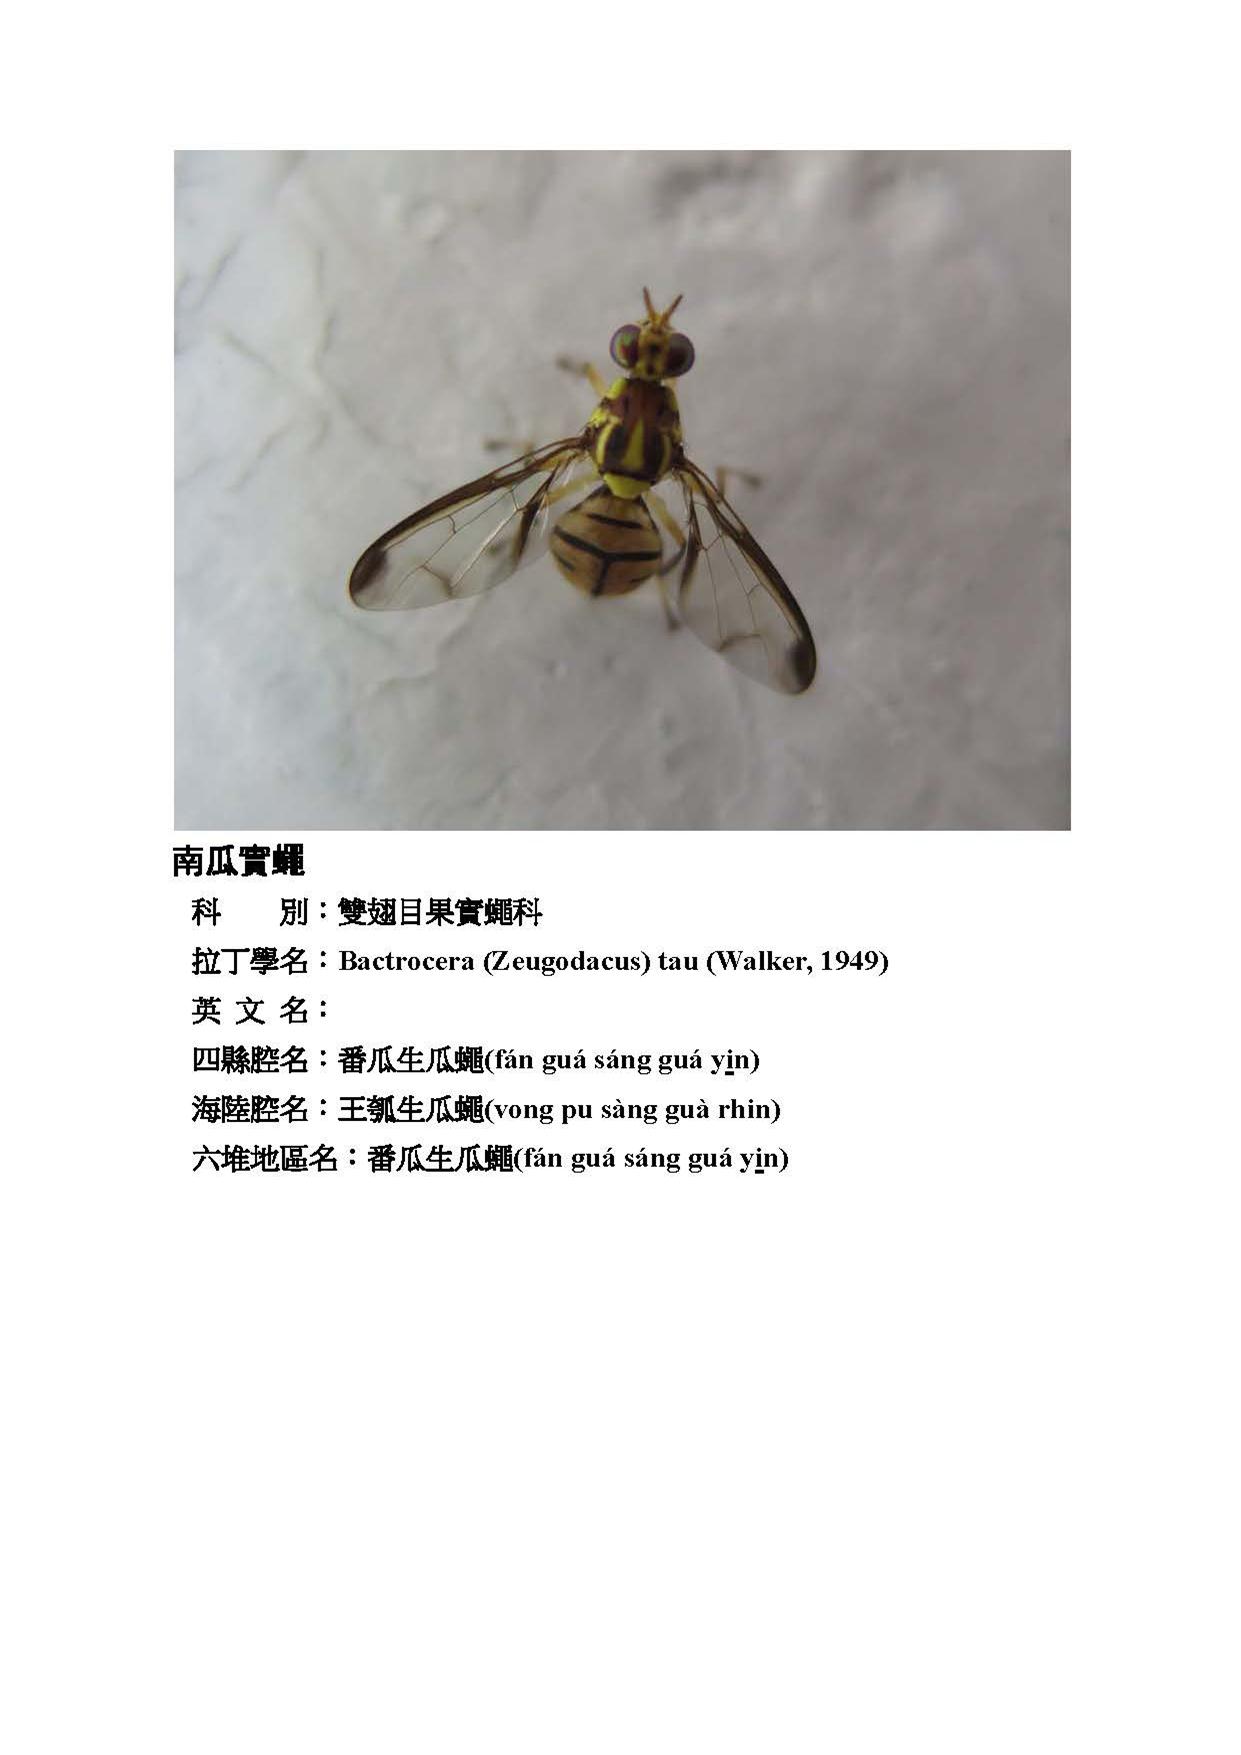 南瓜實蠅
科　　別：雙翅目果實蠅科
拉丁學名：Bactrocera (Zeugodacus) tau (Walker, 1949)
英 文 名：
四縣腔名：番瓜生瓜蠅(fán guá sáng guá yin)
海陸腔名：王瓠生瓜蠅(vong pu sàng guà rhin)
六堆地區名：番瓜生瓜蠅(fán guá sáng guá yin)